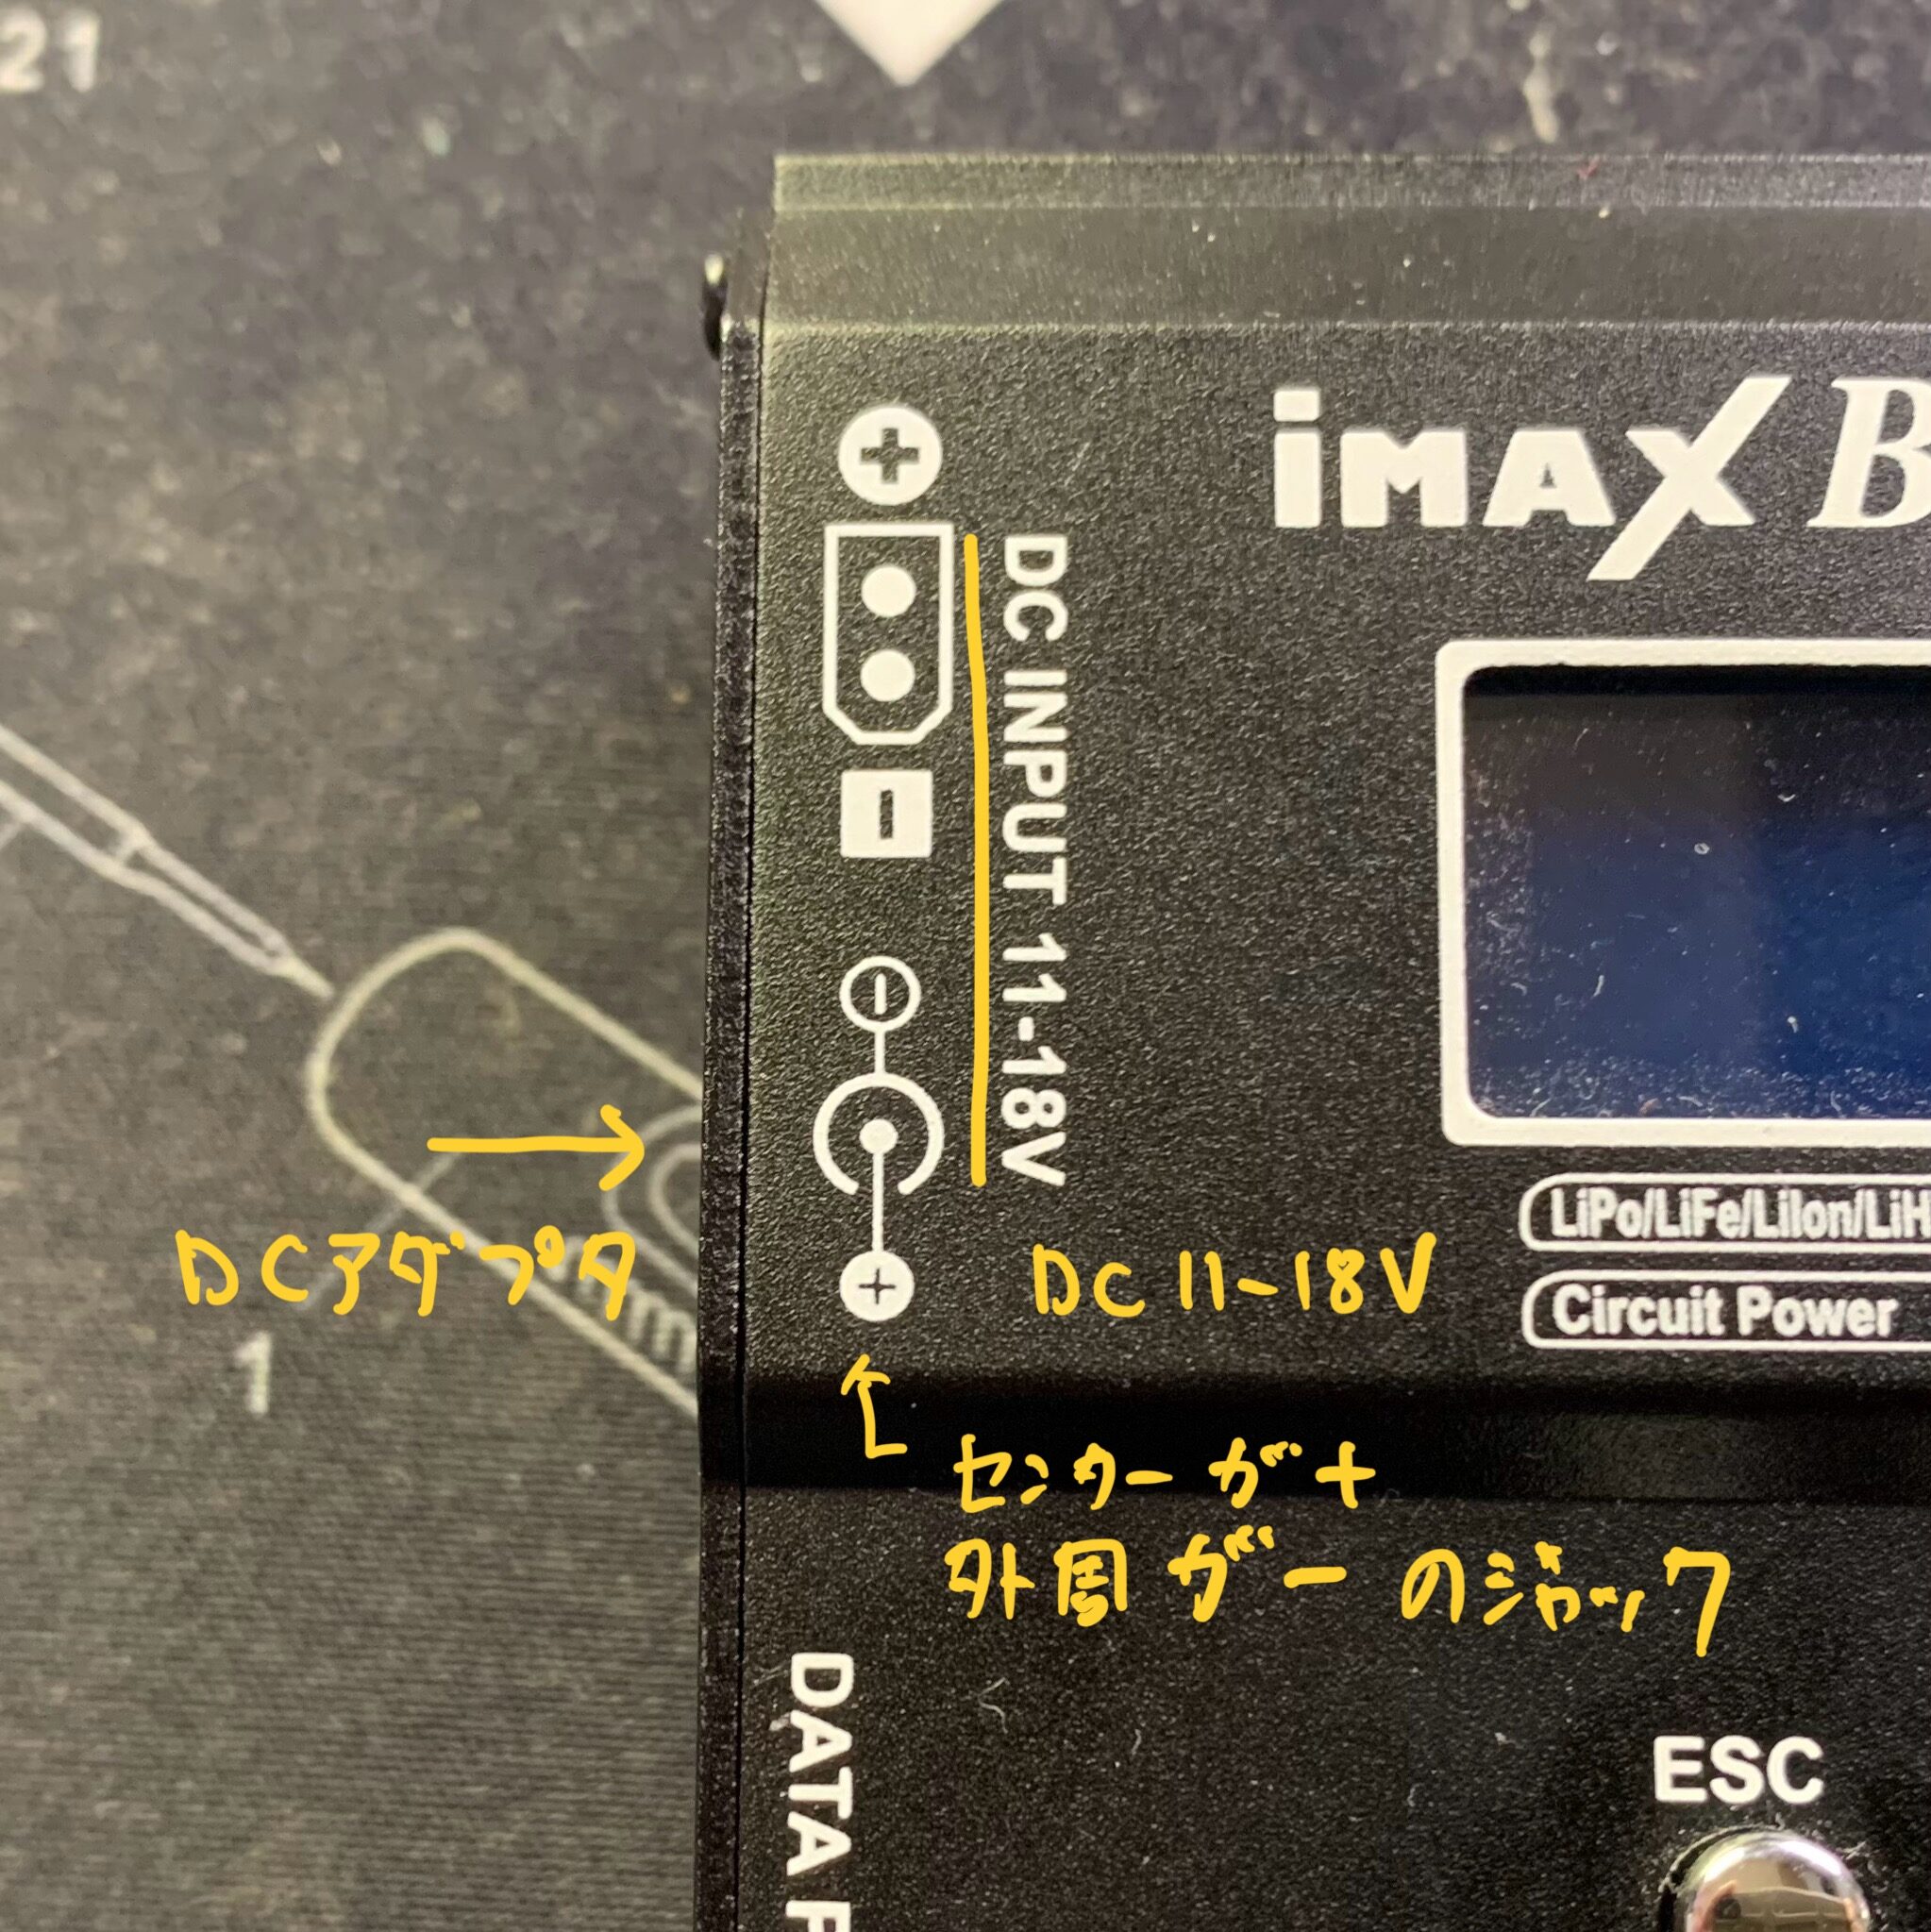 21
iMAX B
DC INPUT 11-18V
LiPo/LiFe/LiIon/LiH
Circuit Power
DCアダプタ
DC 11-18V
1
センターが+
外周がーのジャック
DATA P
ESC